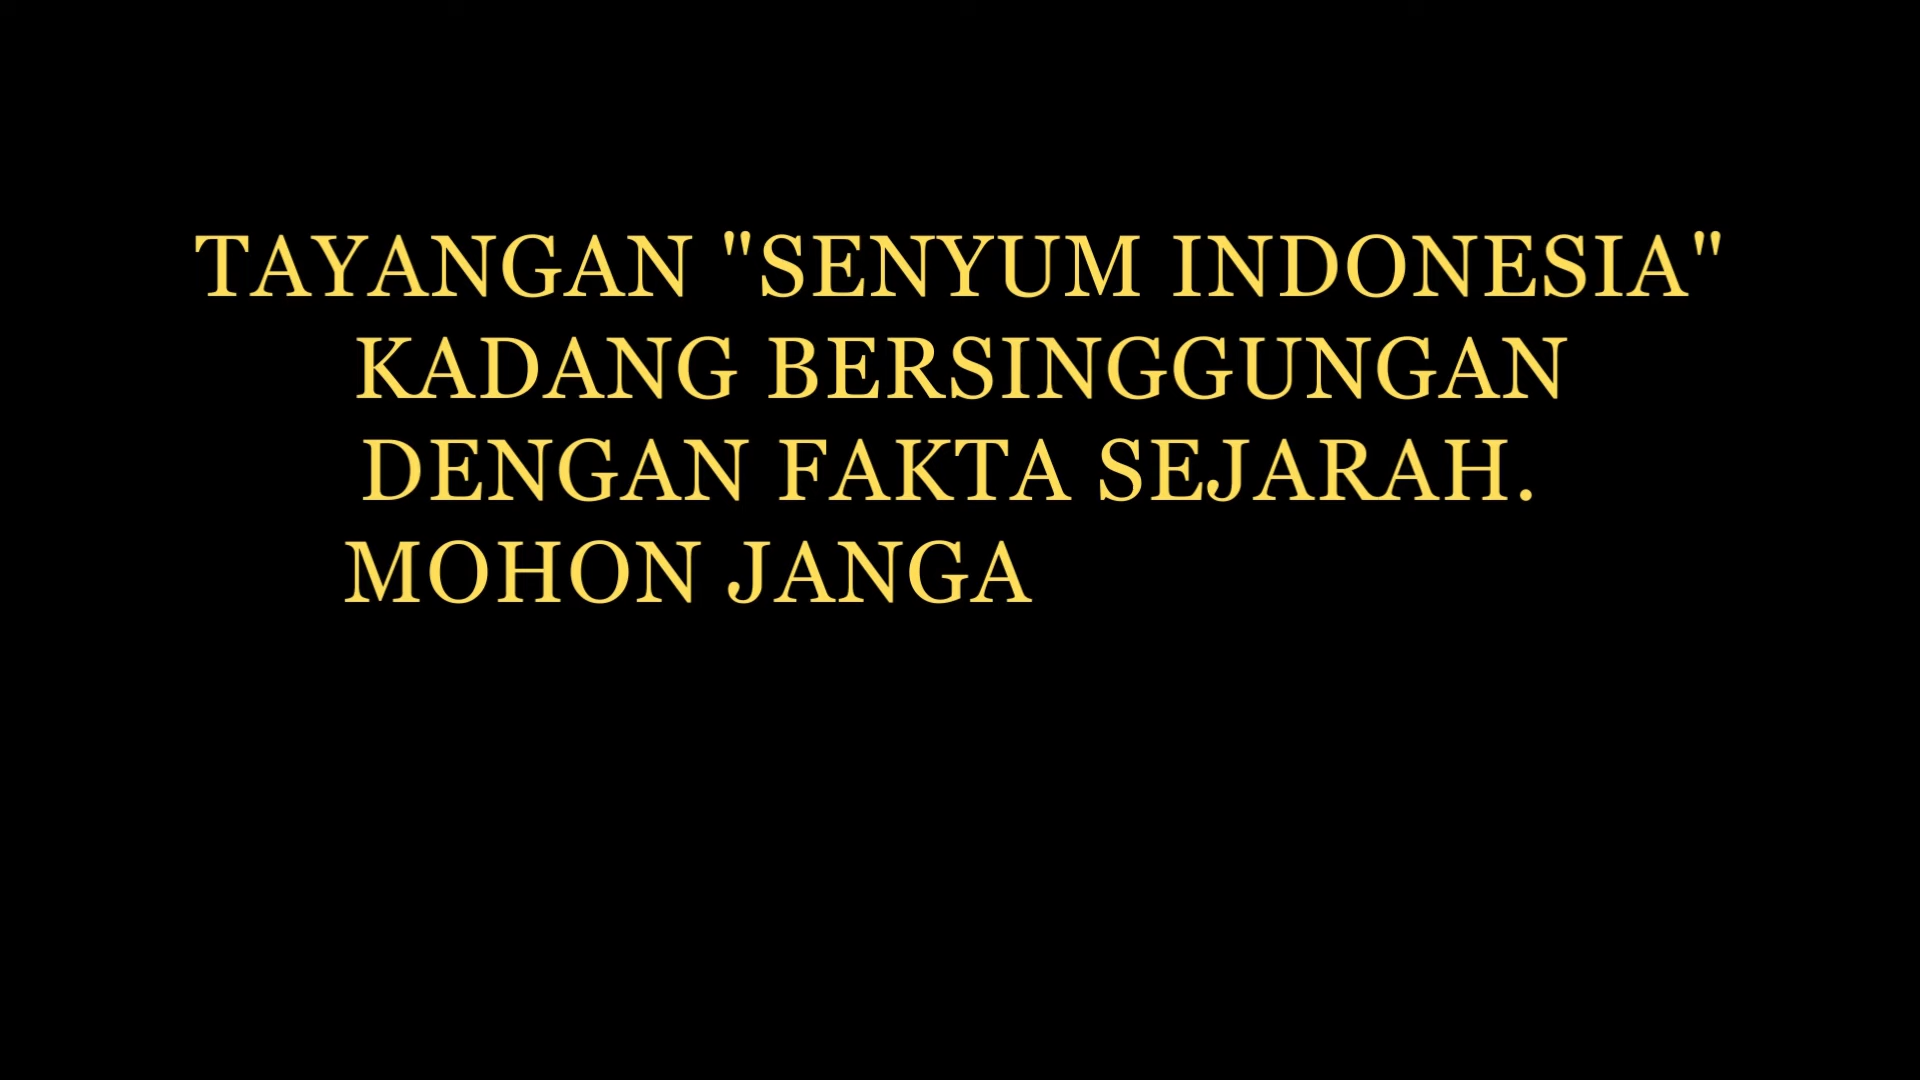 TAYANGAN "SENYUM INDONESIA"
KADANG BERSINGGUNGAN
DENGAN FAKTA SEJARAH.
MOHON JANGA